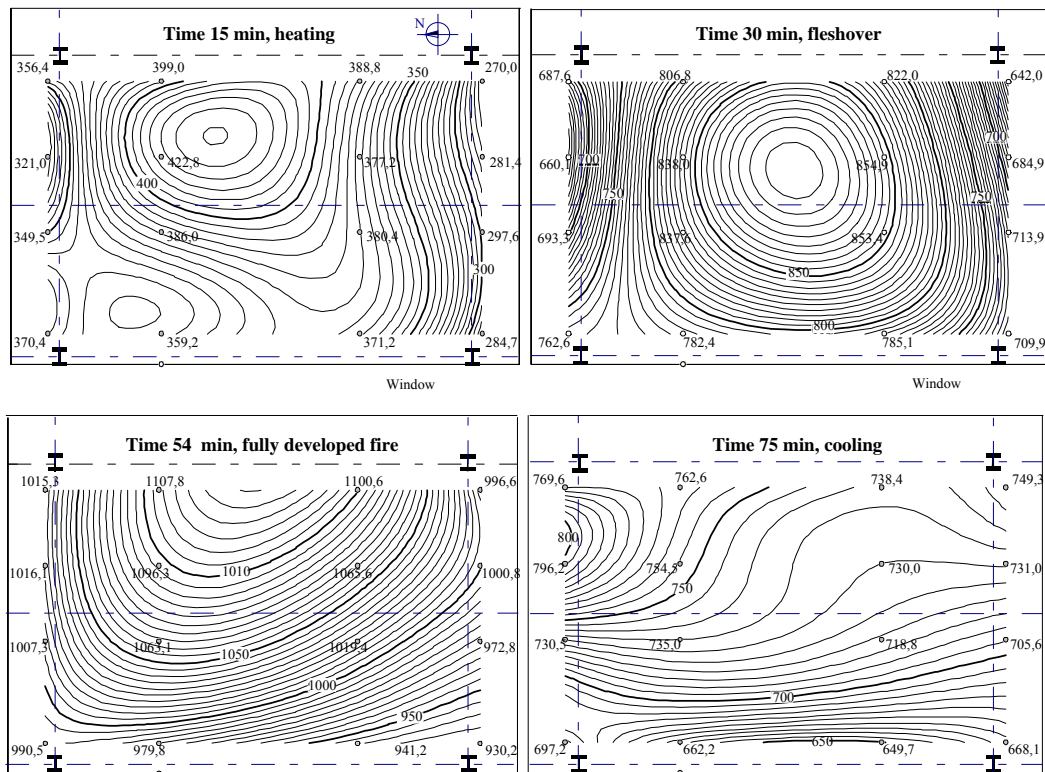 Time 15 min, heating
N
356,4 399,0 388,8 350 270,0
321,0 422,8 377,2 281,4
400
349,5 386,0 380,4 297,6
300
370,4 359,2 371,2 284,7
Window
Time 30 min, fleshover
687,6 806,8 822,0 642,0
700
660,1 700 838,0 854,9 684,9
750 750
693,3 837,6 853,4 713,9
850
800
762,6 782,4 785,1 709,9
Window
Time 54 min, fully developed fire
1015,3 1107,8 1100,6 996,6
1016,1 1096,3 1010 1065,6 1000,8
1007,3 1063,1 1050 1019,4 972,8
1000
950
990,5 979,8 941,2 930,2
Time 75 min, cooling
769,6 762,6 738,4 749,3
800
796,2 754,5 730,0 731,0
750
730,5 735,0 718,8 705,6
700
697,2 662,2 650 649,7 668,1